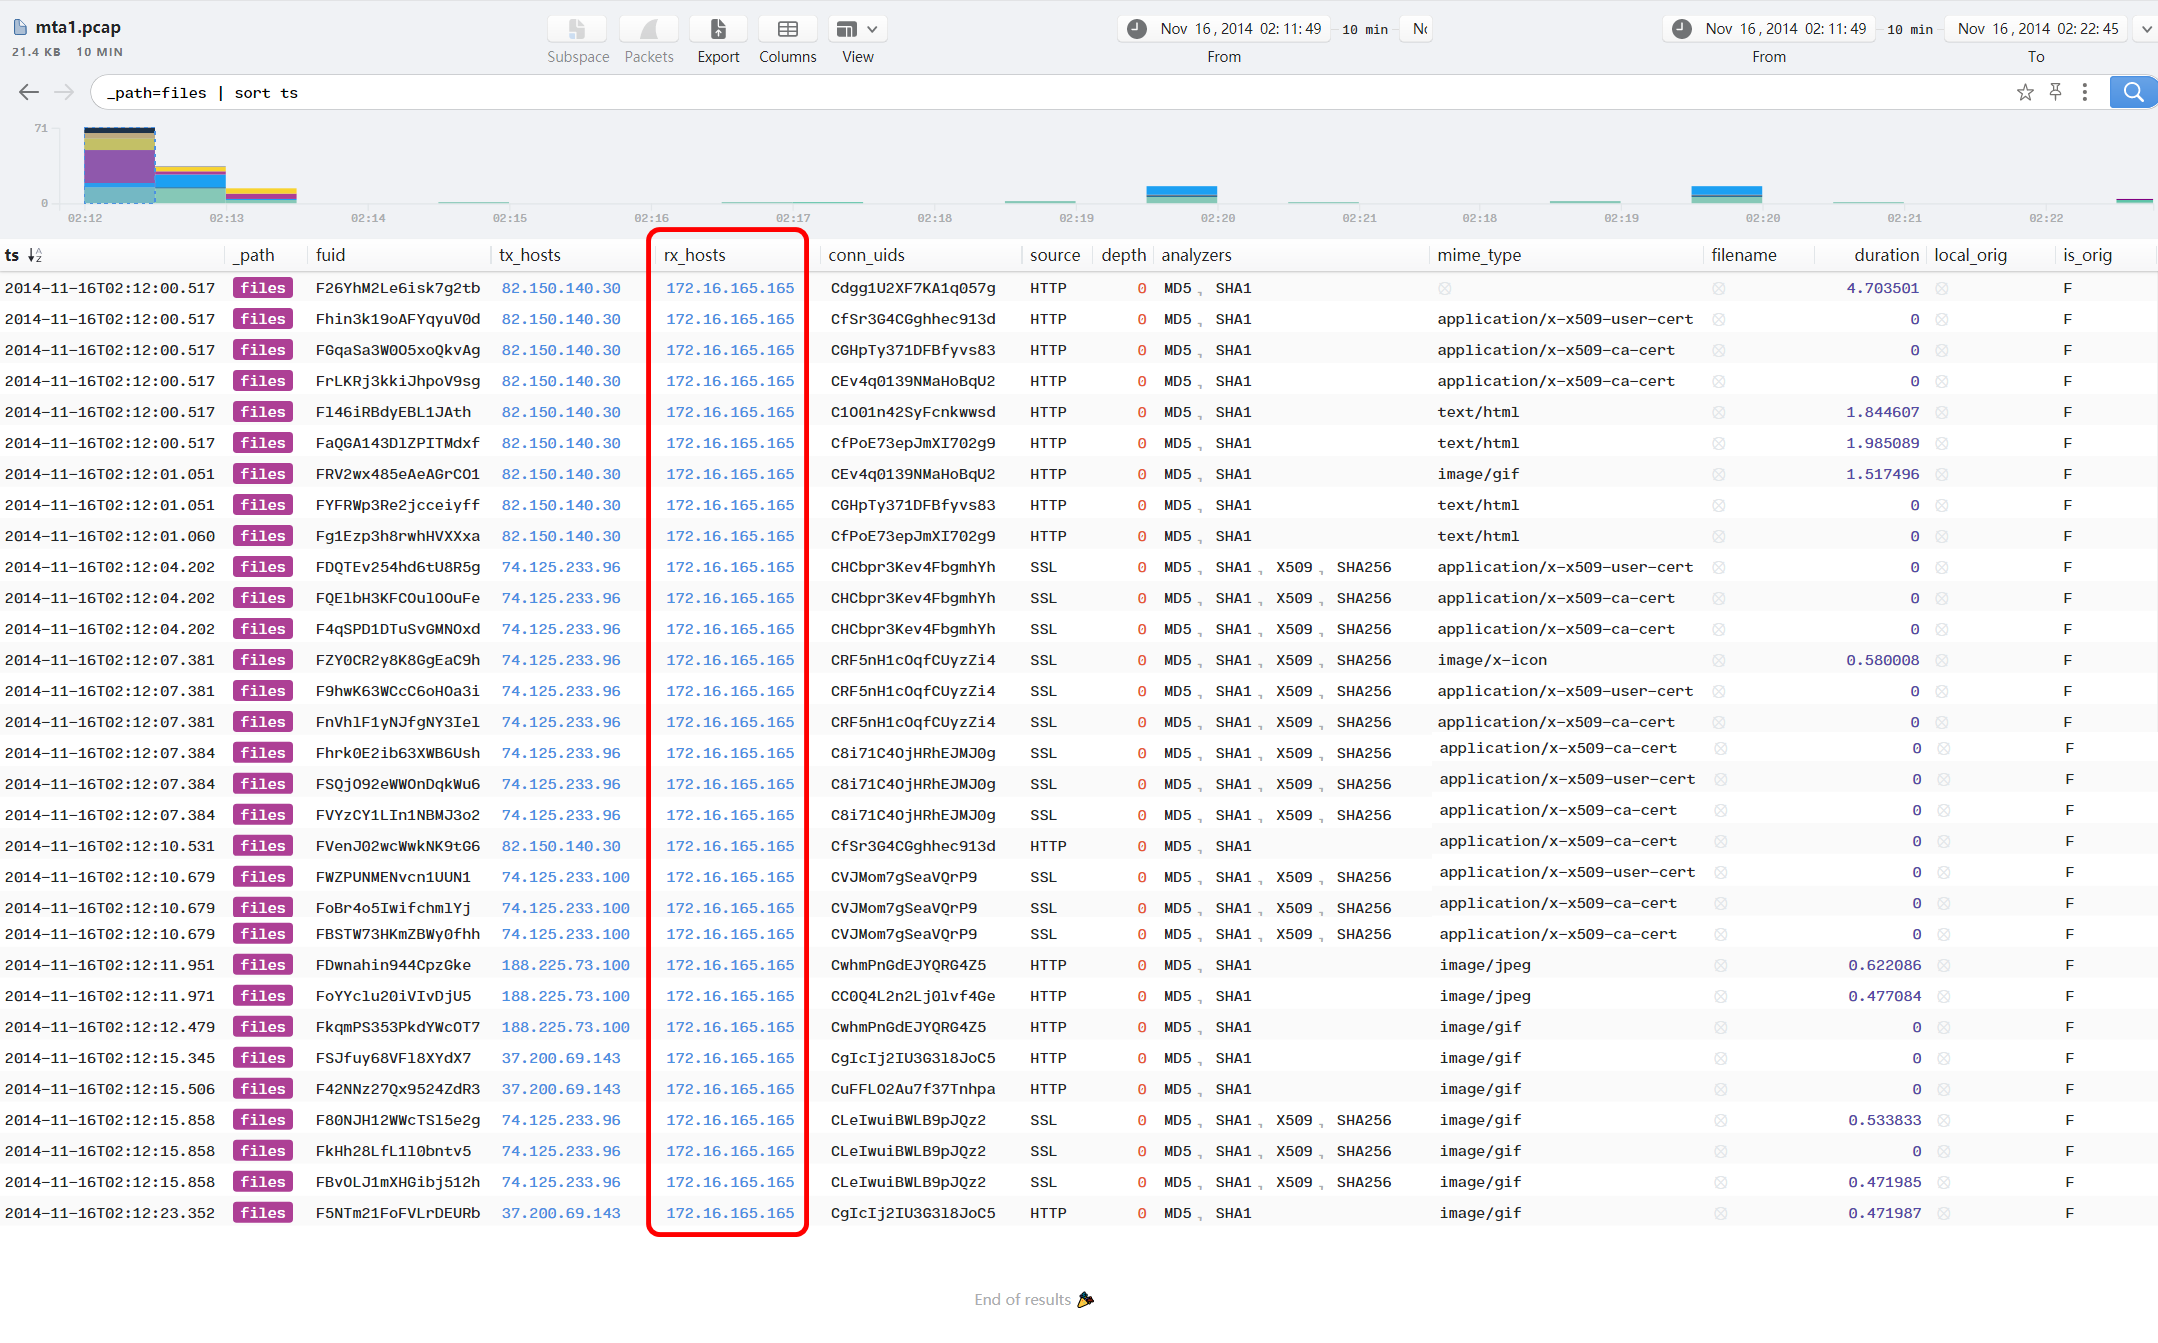 mta1.pcap
21.4 KB 10 MIN
Subspace Packets Export Columns View
Nov 16 , 2014 02: 11: 49 10 min No
From
Nov 16 , 2014 02: 11: 49 10 min Nov 16 , 2014 02: 22: 45
From To
_path=files | sort ts
71
0
02:12 02:13 02:14 02:15 02:16 02:17 02:18 02:19 02:20 02:21 02:18 02:19 02:20 02:21 02:22
ts _path fuid tx_hosts rx_hosts conn_uids source depth analyzers mime_type filename duration local_orig is_orig
2014-11-16T02:12:00.517 files F26YhM2Le6isk7g2tb 82.150.140.30 172.16.165.165 Cdgg1U2XF7KA1q057g HTTP 0 MD5 , SHA1 4.703501 F
2014-11-16T02:12:00.517 files Fhin3k19oAFYqyuV0d 82.150.140.30 172.16.165.165 CfSr3G4CGghhec913d HTTP 0 MD5 , SHA1 application/x-x509-user-cert 0 F
2014-11-16T02:12:00.517 files FGqaSa3W0O5xoQkvAg 82.150.140.30 172.16.165.165 CGHpTy371DFBfyvs83 HTTP 0 MD5 , SHA1 application/x-x509-ca-cert 0 F
2014-11-16T02:12:00.517 files FrLKRj3kkiJhpoV9sg 82.150.140.30 172.16.165.165 CEv4q0139NMaHoBqU2 HTTP 0 MD5 , SHA1 application/x-x509-ca-cert 0 F
2014-11-16T02:12:00.517 files Fl46iRBdyEBL1JAth 82.150.140.30 172.16.165.165 C1O01n42SyFcnkwwsd HTTP 0 MD5 , SHA1 text/html 1.844607 F
2014-11-16T02:12:00.517 files FaQGA143DlZPITMdxf 82.150.140.30 172.16.165.165 CfPoE73epJmXI702g9 HTTP 0 MD5 , SHA1 text/html 1.985089 F
2014-11-16T02:12:01.051 files FRV2wx485eAeAGrCO1 82.150.140.30 172.16.165.165 CEv4q0139NMaHoBqU2 HTTP 0 MD5 , SHA1 image/gif 1.517496 F
2014-11-16T02:12:01.051 files FYFRWp3Re2jcceiyff 82.150.140.30 172.16.165.165 CGHpTy371DFBfyvs83 HTTP 0 MD5 , SHA1 text/html 0 F
2014-11-16T02:12:01.060 files Fg1Ezp3h8rwhHVXXxa 82.150.140.30 172.16.165.165 CfPoE73epJmXI702g9 HTTP 0 MD5 , SHA1 text/html 0 F
2014-11-16T02:12:04.202 files FDQTEv254hd6tU8R5g 74.125.233.96 172.16.165.165 CHCbpr3Kev4FbgmhYh SSL 0 MD5 , SHA1 , X509 , SHA256 application/x-x509-user-cert 0 F
2014-11-16T02:12:04.202 files FQElbH3KFCOulOOuFe 74.125.233.96 172.16.165.165 CHCbpr3Kev4FbgmhYh SSL 0 MD5 , SHA1 , X509 , SHA256 application/x-x509-ca-cert 0 F
2014-11-16T02:12:04.202 files F4qSPD1DTuSvGMNOxd 74.125.233.96 172.16.165.165 CHCbpr3Kev4FbgmhYh SSL 0 MD5 , SHA1 , X509 , SHA256 application/x-x509-ca-cert 0 F
2014-11-16T02:12:07.381 files FZY0CR2y8K8GgEaC9h 74.125.233.96 172.16.165.165 CRF5nH1cOqfCUyzZi4 SSL 0 MD5 , SHA1 , X509 , SHA256 image/x-icon 0.580008 F
2014-11-16T02:12:07.381 files F9hwK63WCcC6oHOa3i 74.125.233.96 172.16.165.165 CRF5nH1cOqfCUyzZi4 SSL 0 MD5 , SHA1 , X509 , SHA256 application/x-x509-user-cert 0 F
2014-11-16T02:12:07.381 files FnVhlF1yNJfgNY3Iel 74.125.233.96 172.16.165.165 CRF5nH1cOqfCUyzZi4 SSL 0 MD5 , SHA1 , X509 , SHA256 application/x-x509-ca-cert 0 F
2014-11-16T02:12:07.384 files Fhrk0E2ib63XWB6Ush 74.125.233.96 172.16.165.165 C8i71C4OjHRhEJMJ0g SSL 0 MD5 , SHA1 , X509 , SHA256 application/x-x509-ca-cert 0 F
2014-11-16T02:12:07.384 files FSQjO92eWWOnDqkWu6 74.125.233.96 172.16.165.165 C8i71C4OjHRhEJMJ0g SSL 0 MD5 , SHA1 , X509 , SHA256 application/x-x509-user-cert 0 F
2014-11-16T02:12:07.384 files FVYzCY1LIn1NBMJ3o2 74.125.233.96 172.16.165.165 C8i71C4OjHRhEJMJ0g SSL 0 MD5 , SHA1 , X509 , SHA256 application/x-x509-ca-cert 0 F
2014-11-16T02:12:10.531 files FVenJ02wcWwkNK9tG6 82.150.140.30 172.16.165.165 CfSr3G4CGghhec913d HTTP 0 MD5 , SHA1 application/x-x509-ca-cert 0 F
2014-11-16T02:12:10.679 files FWZPUNMENvcn1UUN1 74.125.233.100 172.16.165.165 CVJMom7gSeaVQrP9 SSL 0 MD5 , SHA1 , X509 , SHA256 application/x-x509-user-cert 0 F
2014-11-16T02:12:10.679 files FoBr4o5IwifchmlYj 74.125.233.100 172.16.165.165 CVJMom7gSeaVQrP9 SSL 0 MD5 , SHA1 , X509 , SHA256 application/x-x509-ca-cert 0 F
2014-11-16T02:12:10.679 files FBSTW73HKmZBWy0fhh 74.125.233.100 172.16.165.165 CVJMom7gSeaVQrP9 SSL 0 MD5 , SHA1 , X509 , SHA256 application/x-x509-ca-cert 0 F
2014-11-16T02:12:11.951 files FDwnahin944CpzGke 188.225.73.100 172.16.165.165 CwhmPnGdEJYQRG4Z5 HTTP 0 MD5 , SHA1 image/jpeg 0.622086 F
2014-11-16T02:12:11.971 files FoYYclu20iVIvDjU5 188.225.73.100 172.16.165.165 CC0Q4L2n2Lj0lvf4Ge HTTP 0 MD5 , SHA1 image/jpeg 0.477084 F
2014-11-16T02:12:12.479 files FkqmPS353PkdYWcOT7 188.225.73.100 172.16.165.165 CwhmPnGdEJYQRG4Z5 HTTP 0 MD5 , SHA1 image/gif 0 F
2014-11-16T02:12:15.345 files FSJfuy68VFl8XYdX7 37.200.69.143 172.16.165.165 CgIcIj2IU3G3l8JoC5 HTTP 0 MD5 , SHA1 image/gif 0 F
2014-11-16T02:12:15.506 files F42NNz27Qx9524ZdR3 37.200.69.143 172.16.165.165 CuFFLO2Au7f37Tnhpa HTTP 0 MD5 , SHA1 image/gif 0 F
2014-11-16T02:12:15.858 files F80NJH12WWcTSl5e2g 74.125.233.96 172.16.165.165 CLeIwuiBWLB9pJQz2 SSL 0 MD5 , SHA1 , X509 , SHA256 image/gif 0.533833 F
2014-11-16T02:12:15.858 files FkHh28LfL1l0bntv5 74.125.233.96 172.16.165.165 CLeIwuiBWLB9pJQz2 SSL 0 MD5 , SHA1 , X509 , SHA256 image/gif 0 F
2014-11-16T02:12:15.858 files FBvOLJ1mXHGibj512h 74.125.233.96 172.16.165.165 CLeIwuiBWLB9pJQz2 SSL 0 MD5 , SHA1 , X509 , SHA256 image/gif 0.471985 F
2014-11-16T02:12:23.352 files F5NTm21FoFVLrDEURb 37.200.69.143 172.16.165.165 CgIcIj2IU3G3l8JoC5 HTTP 0 MD5 , SHA1 image/gif 0.471987 F
End of results